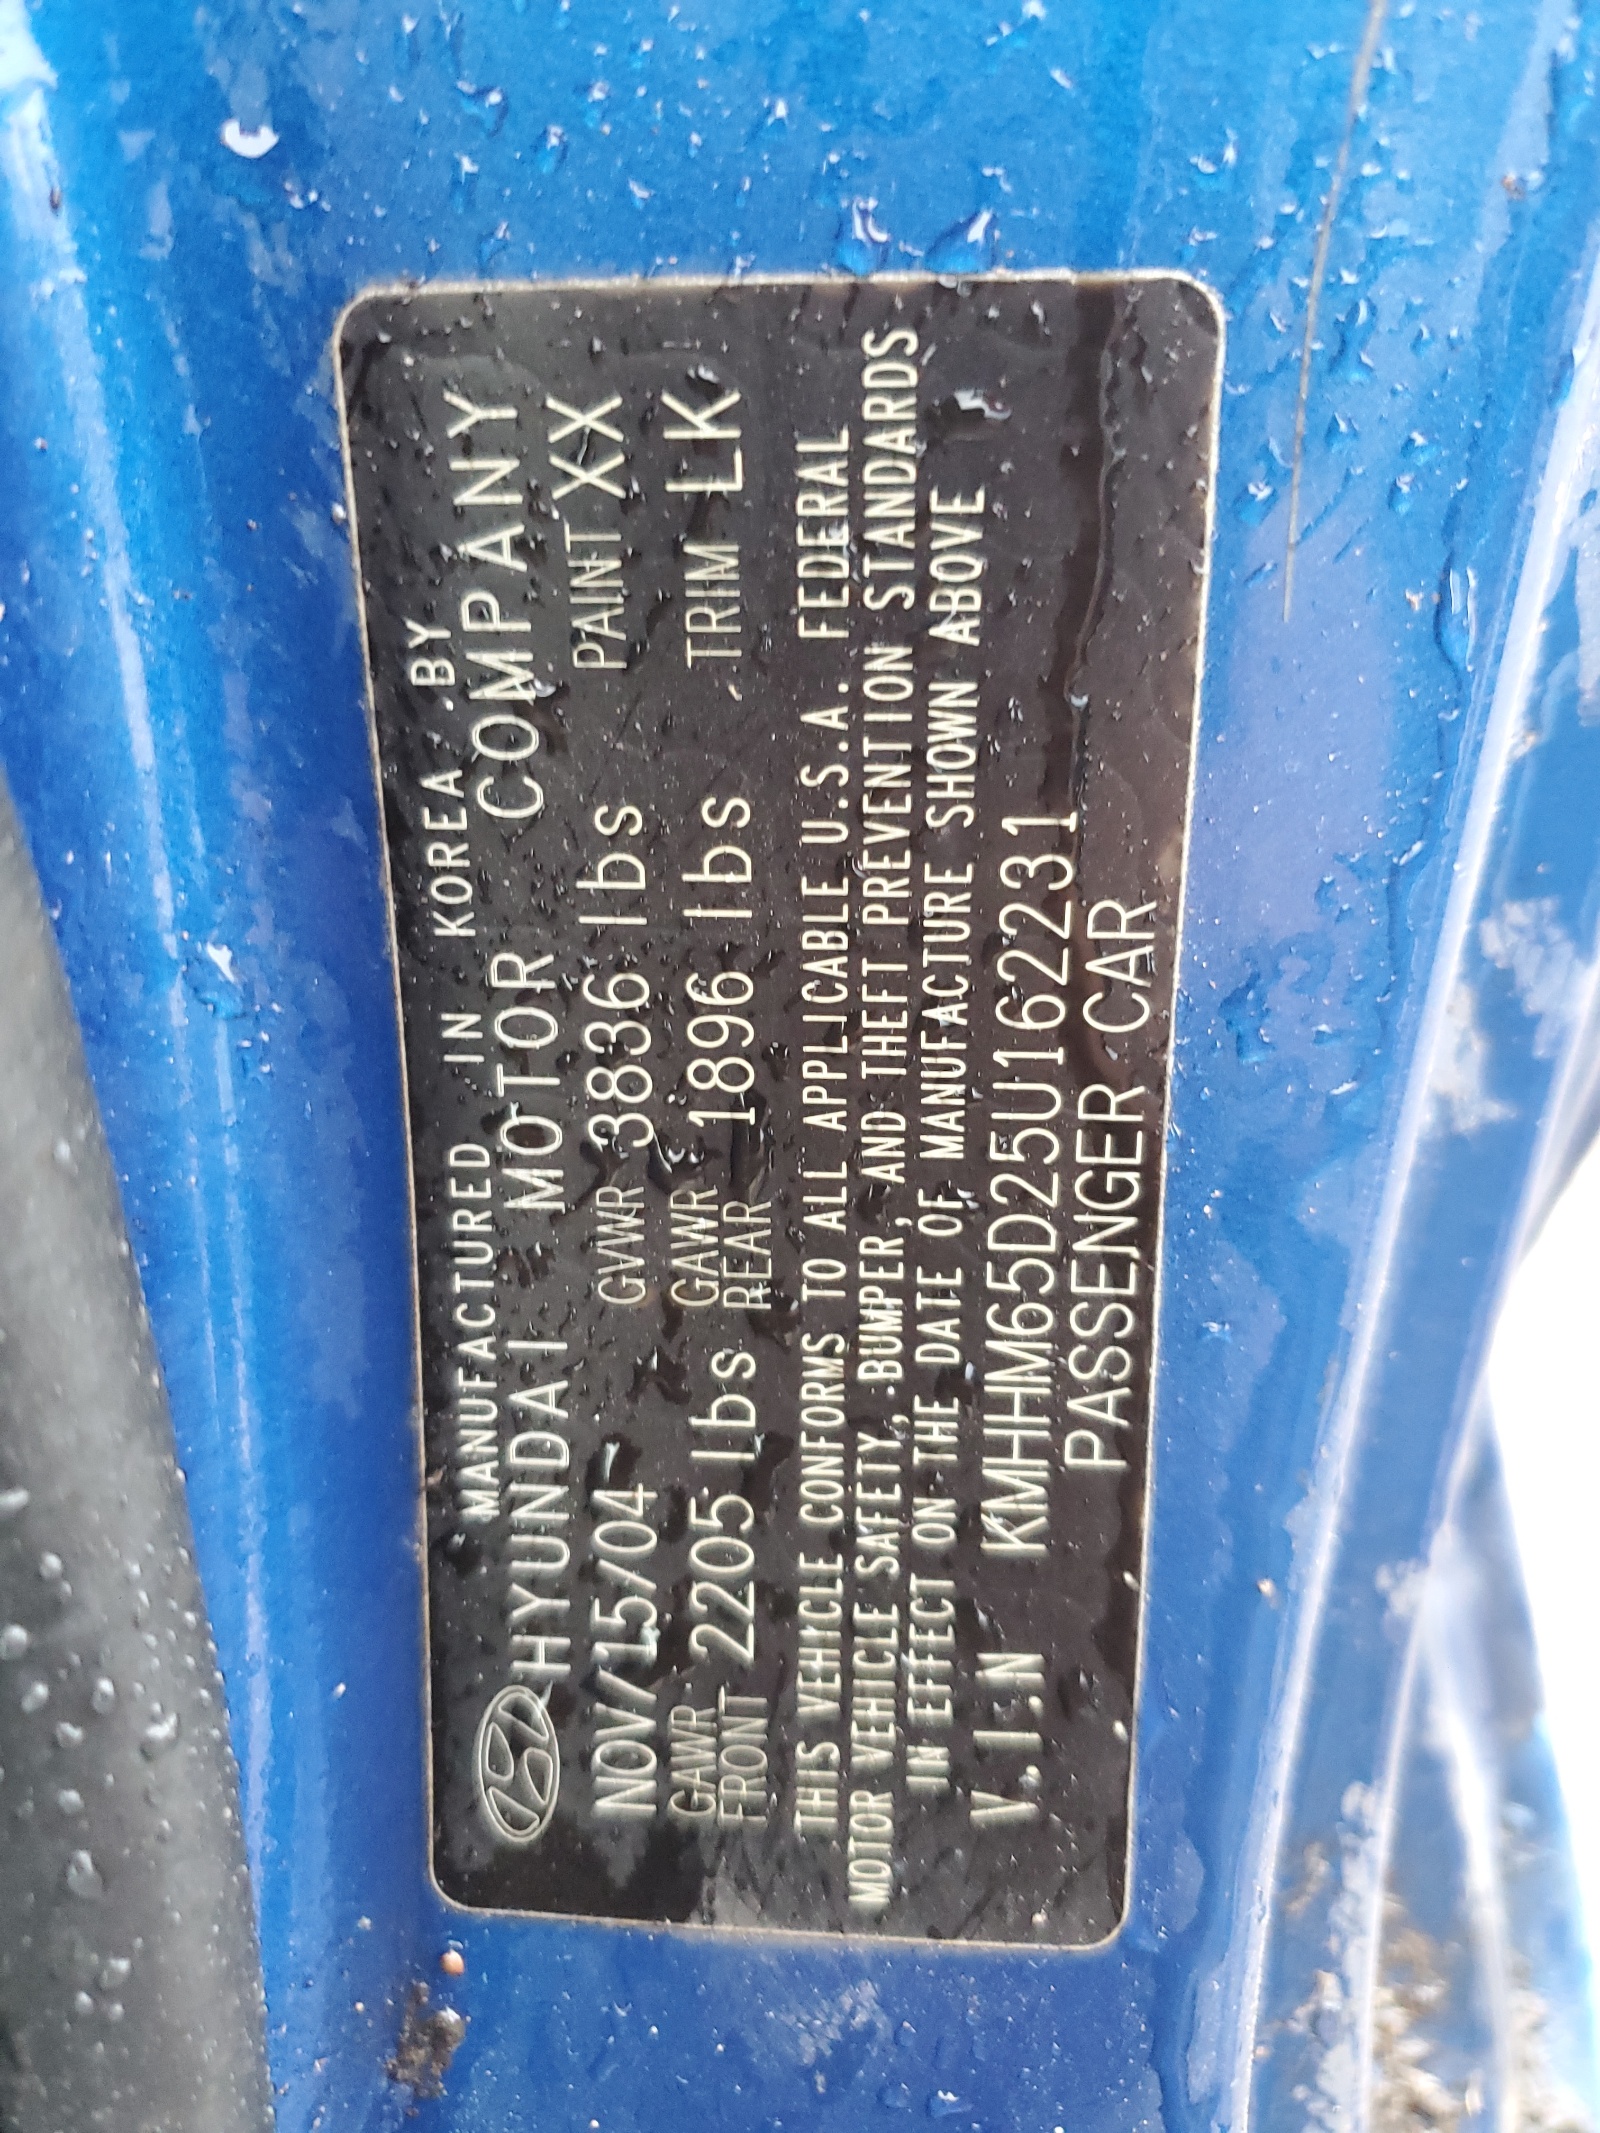 MANUFACTURED IN KOREA BY
HYUNDAI MOTOR COMPANY
NOV/15/04 GVWR 3836 lbs PAINT XX
GAWR FRONT 2205 lbs GAWR REAR 1896 lbs TRIM LK
THIS VEHICLE CONFORMS TO ALL APPLICABLE U.S.A. FEDERAL
MOTOR VEHICLE SAFETY, BUMPER, AND THEFT PREVENTION STANDARDS
IN EFFECT ON THE DATE OF MANUFACTURE SHOWN ABOVE
V.I.N KMHHM65D25U162231
PASSENGER CAR